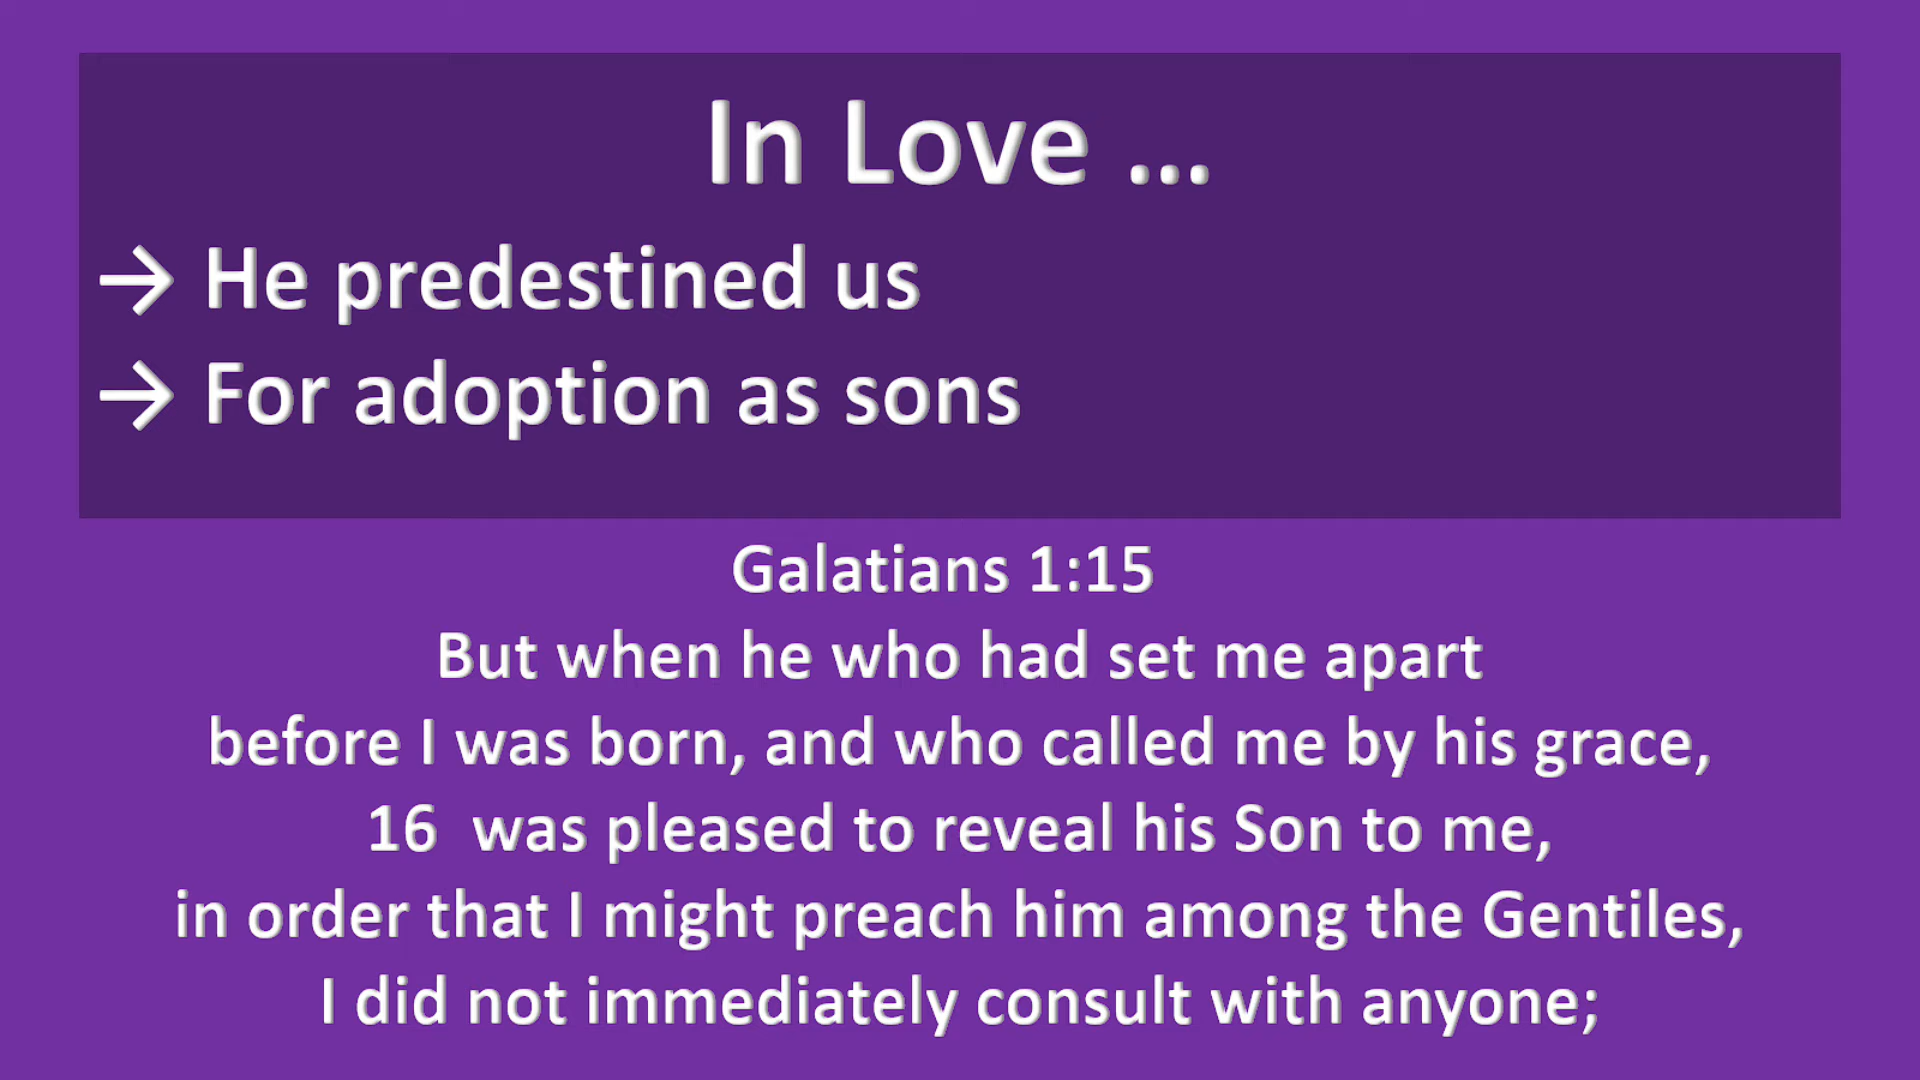 In Love ...
→ He predestined us
→ For adoption as sons
Galatians 1:15
But when he who had set me apart
before I was born, and who called me by his grace,
16  was pleased to reveal his Son to me,
in order that I might preach him among the Gentiles,
I did not immediately consult with anyone;